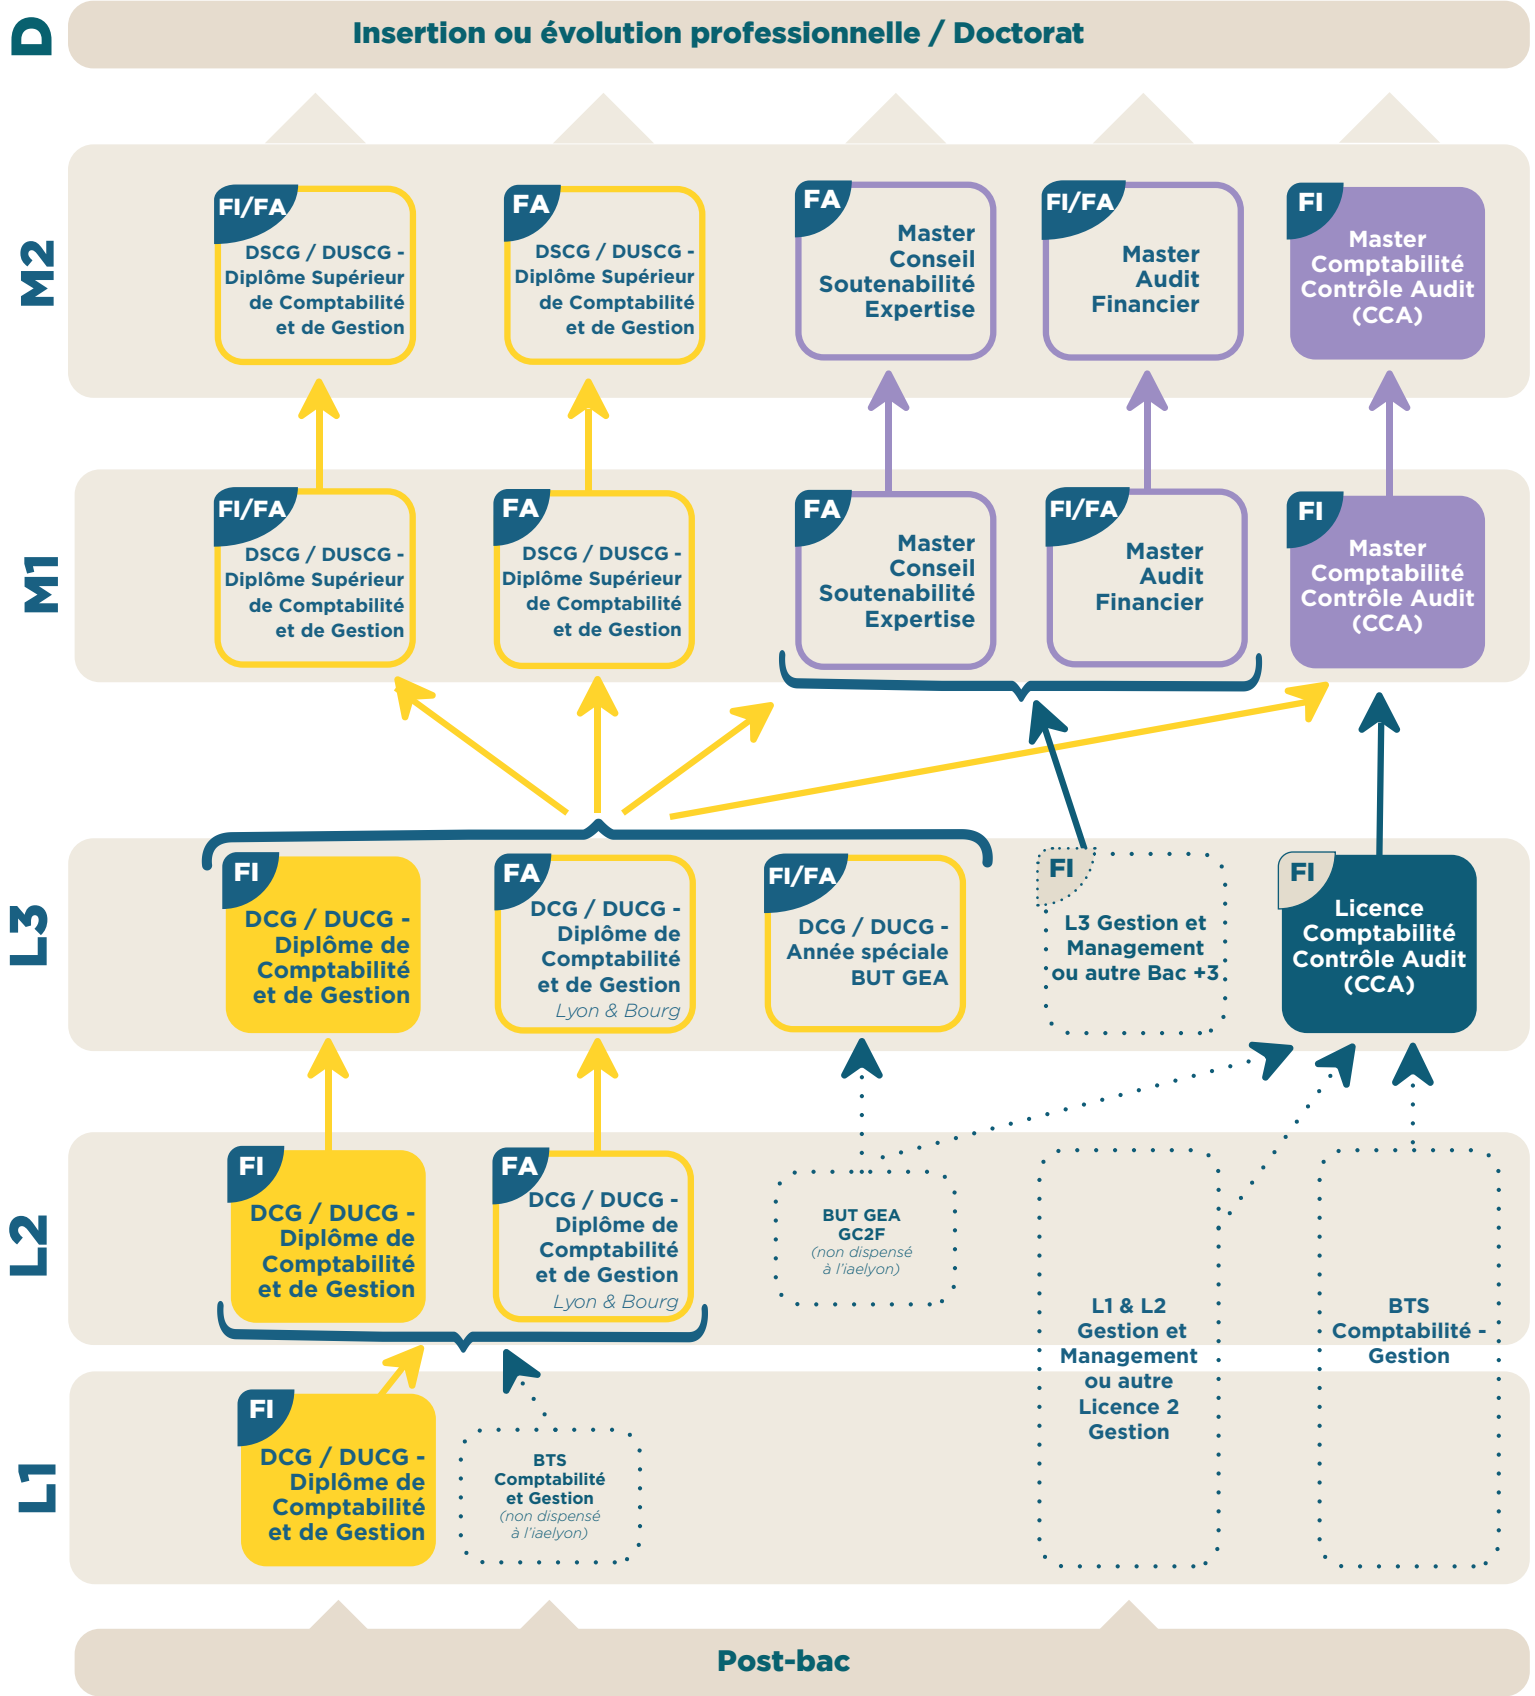 D
Insertion ou évolution professionnelle / Doctorat
M2
FI/FA
DSCG / DUSCG -
Diplôme Supérieur
de Comptabilité
et de Gestion
FA
DSCG / DUSCG -
Diplôme Supérieur
de Comptabilité
et de Gestion
FA
Master
Conseil
Soutenabilité
Expertise
FI/FA
Master
Audit
Financier
FI
Master
Comptabilité
Contrôle Audit
(CCA)
M1
FI/FA
DSCG / DUSCG -
Diplôme Supérieur
de Comptabilité
et de Gestion
FA
DSCG / DUSCG -
Diplôme Supérieur
de Comptabilité
et de Gestion
FA
Master
Conseil
Soutenabilité
Expertise
FI/FA
Master
Audit
Financier
FI
Master
Comptabilité
Contrôle Audit
(CCA)
L3
FI
DCG / DUCG -
Diplôme de
Comptabilité
et de Gestion
FA
DCG / DUCG -
Diplôme de
Comptabilité
et de Gestion
Lyon & Bourg
FI/FA
DCG / DUCG -
Année spéciale
BUT GEA
FI
L3 Gestion et
Management
ou autre Bac +3
FI
Licence
Comptabilité
Contrôle Audit
(CCA)
L2
FI
DCG / DUCG -
Diplôme de
Comptabilité
et de Gestion
FA
DCG / DUCG -
Diplôme de
Comptabilité
et de Gestion
Lyon & Bourg
BUT GEA
GC2F
(non dispensé
à l'iaelyon)
L1 & L2
Gestion et
Management
ou autre
Licence 2
Gestion
BTS
Comptabilité -
Gestion
L1
FI
DCG / DUCG -
Diplôme de
Comptabilité
et de Gestion
BTS
Comptabilité
et Gestion
(non dispensé
à l'iaelyon)
Post-bac